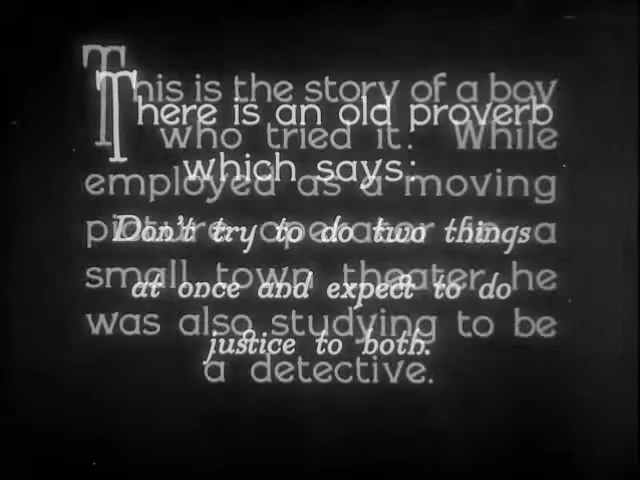 There is an old proverb
which says:
Don't try to do two things
at once and expect to do
justice to both.
This is the story of a boy
who tried it. While
employed as a moving
picture operator in a
small town theater he
was also studying to be
a detective.